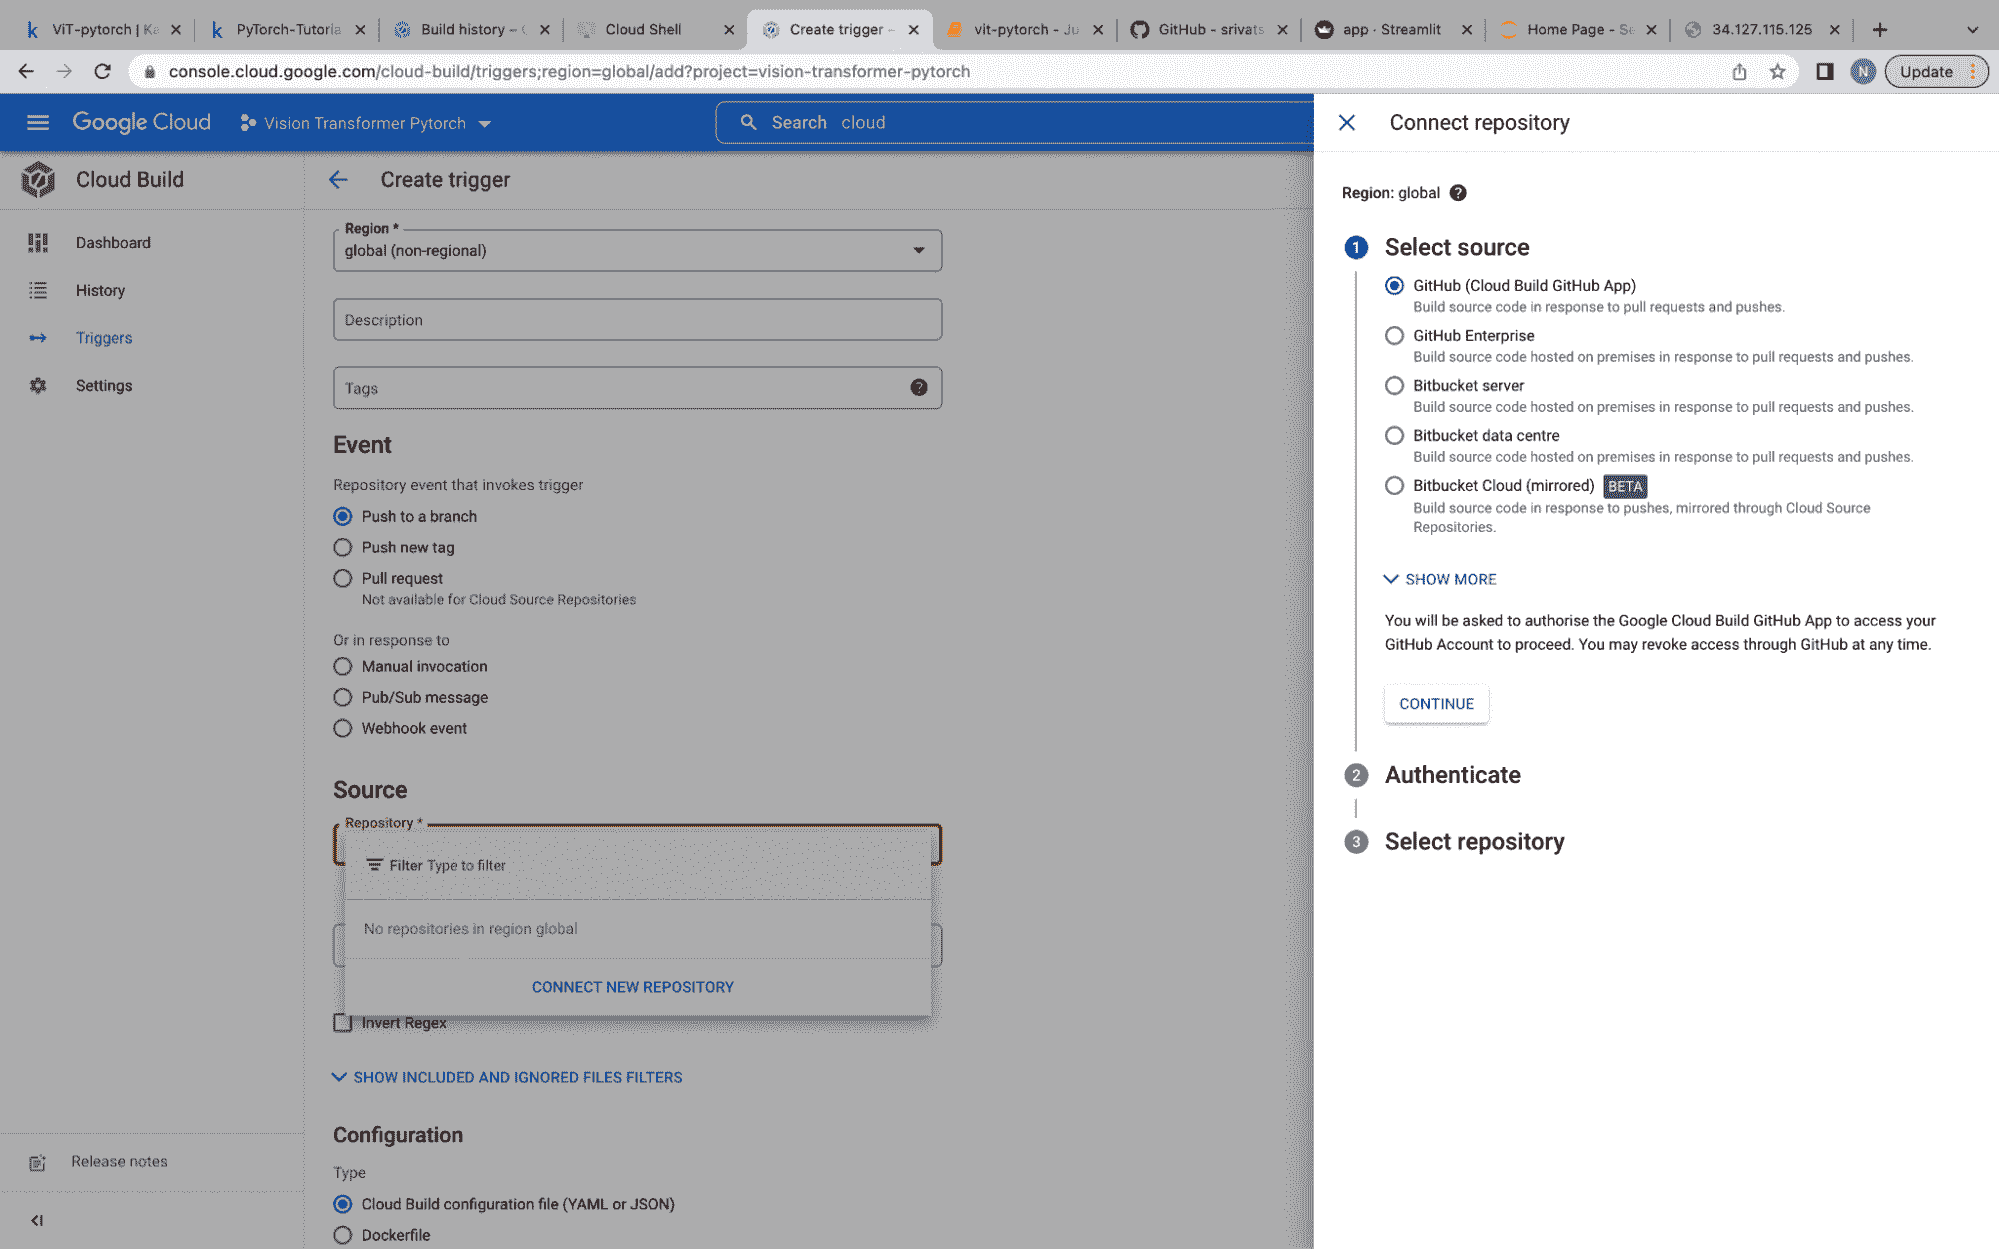 ViT-pytorch | Ka
PyTorch-Tutoria
Build history – 
Cloud Shell
Create trigger –
vit-pytorch - Ju
GitHub - srivats
app · Streamlit
Home Page - Se
34.127.115.125
console.cloud.google.com/cloud-build/triggers;region=global/add?project=vision-transformer-pytorch
N
Update
Google Cloud
Vision Transformer Pytorch
Search cloud
Cloud Build
Dashboard
History
Triggers
Settings
Release notes
Create trigger
Region *
global (non-regional)
Description
Tags
Event
Repository event that invokes trigger
Push to a branch
Push new tag
Pull request
Not available for Cloud Source Repositories
Or in response to
Manual invocation
Pub/Sub message
Webhook event
Source
Repository *
Filter Type to filter
No repositories in region global
CONNECT NEW REPOSITORY
Invert Regex
SHOW INCLUDED AND IGNORED FILES FILTERS
Configuration
Type
Cloud Build configuration file (YAML or JSON)
Dockerfile
Connect repository
Region: global
1 Select source
GitHub (Cloud Build GitHub App)
Build source code in response to pull requests and pushes.
GitHub Enterprise
Build source code hosted on premises in response to pull requests and pushes.
Bitbucket server
Build source code hosted on premises in response to pull requests and pushes.
Bitbucket data centre
Build source code hosted on premises in response to pull requests and pushes.
Bitbucket Cloud (mirrored) BETA
Build source code in response to pushes, mirrored through Cloud Source
Repositories.
SHOW MORE
You will be asked to authorise the Google Cloud Build GitHub App to access your
GitHub Account to proceed. You may revoke access through GitHub at any time.
CONTINUE
2 Authenticate
3 Select repository